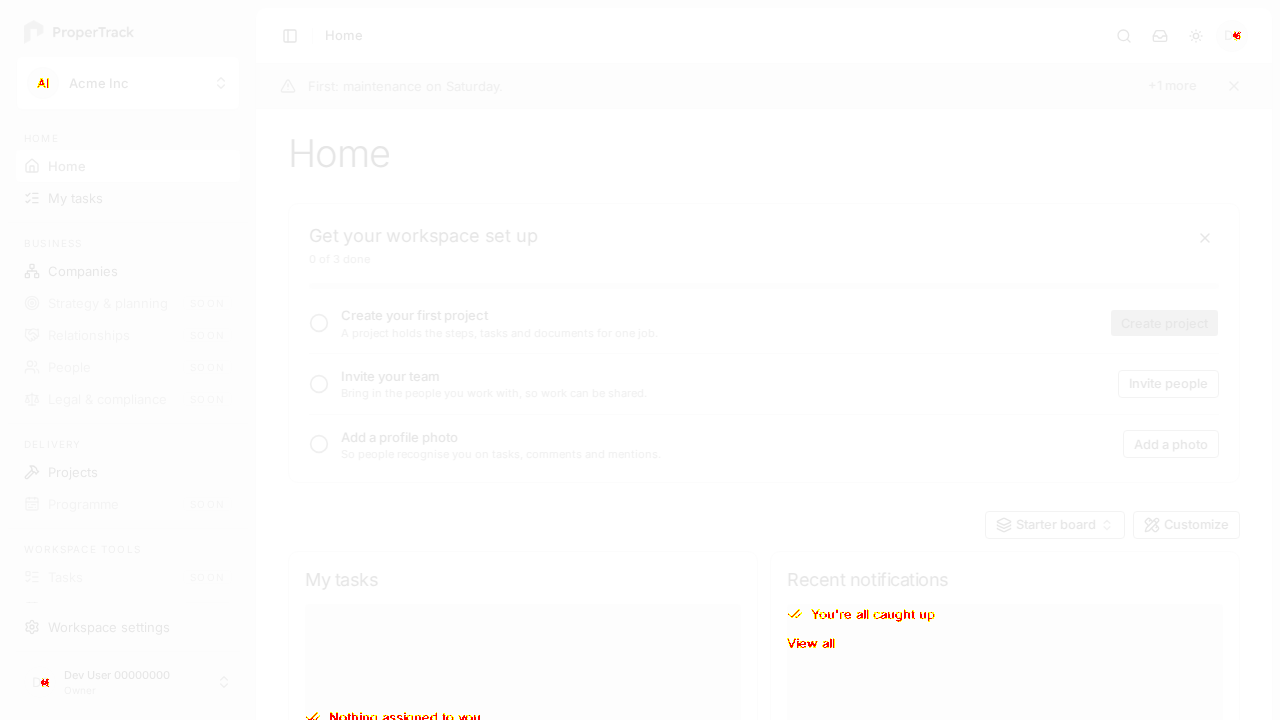 ProperTrack
Home
AI
Acme Inc
First: maintenance on Saturday.
+1 more
HOME
Home
My tasks
BUSINESS
Companies
Strategy & planning SOON
Relationships SOON
People SOON
Legal & compliance SOON
DELIVERY
Projects
Programme SOON
WORKSPACE TOOLS
Tasks SOON
Workspace settings
Dev User 00000000
Owner
Home
Get your workspace set up
0 of 3 done
Create your first project
A project holds the steps, tasks and documents for one job.
Create project
Invite your team
Bring in the people you work with, so work can be shared.
Invite people
Add a profile photo
So people recognise you on tasks, comments and mentions.
Add a photo
Starter board
Customize
My tasks
Nothing assigned to you
Recent notifications
You're all caught up
View all